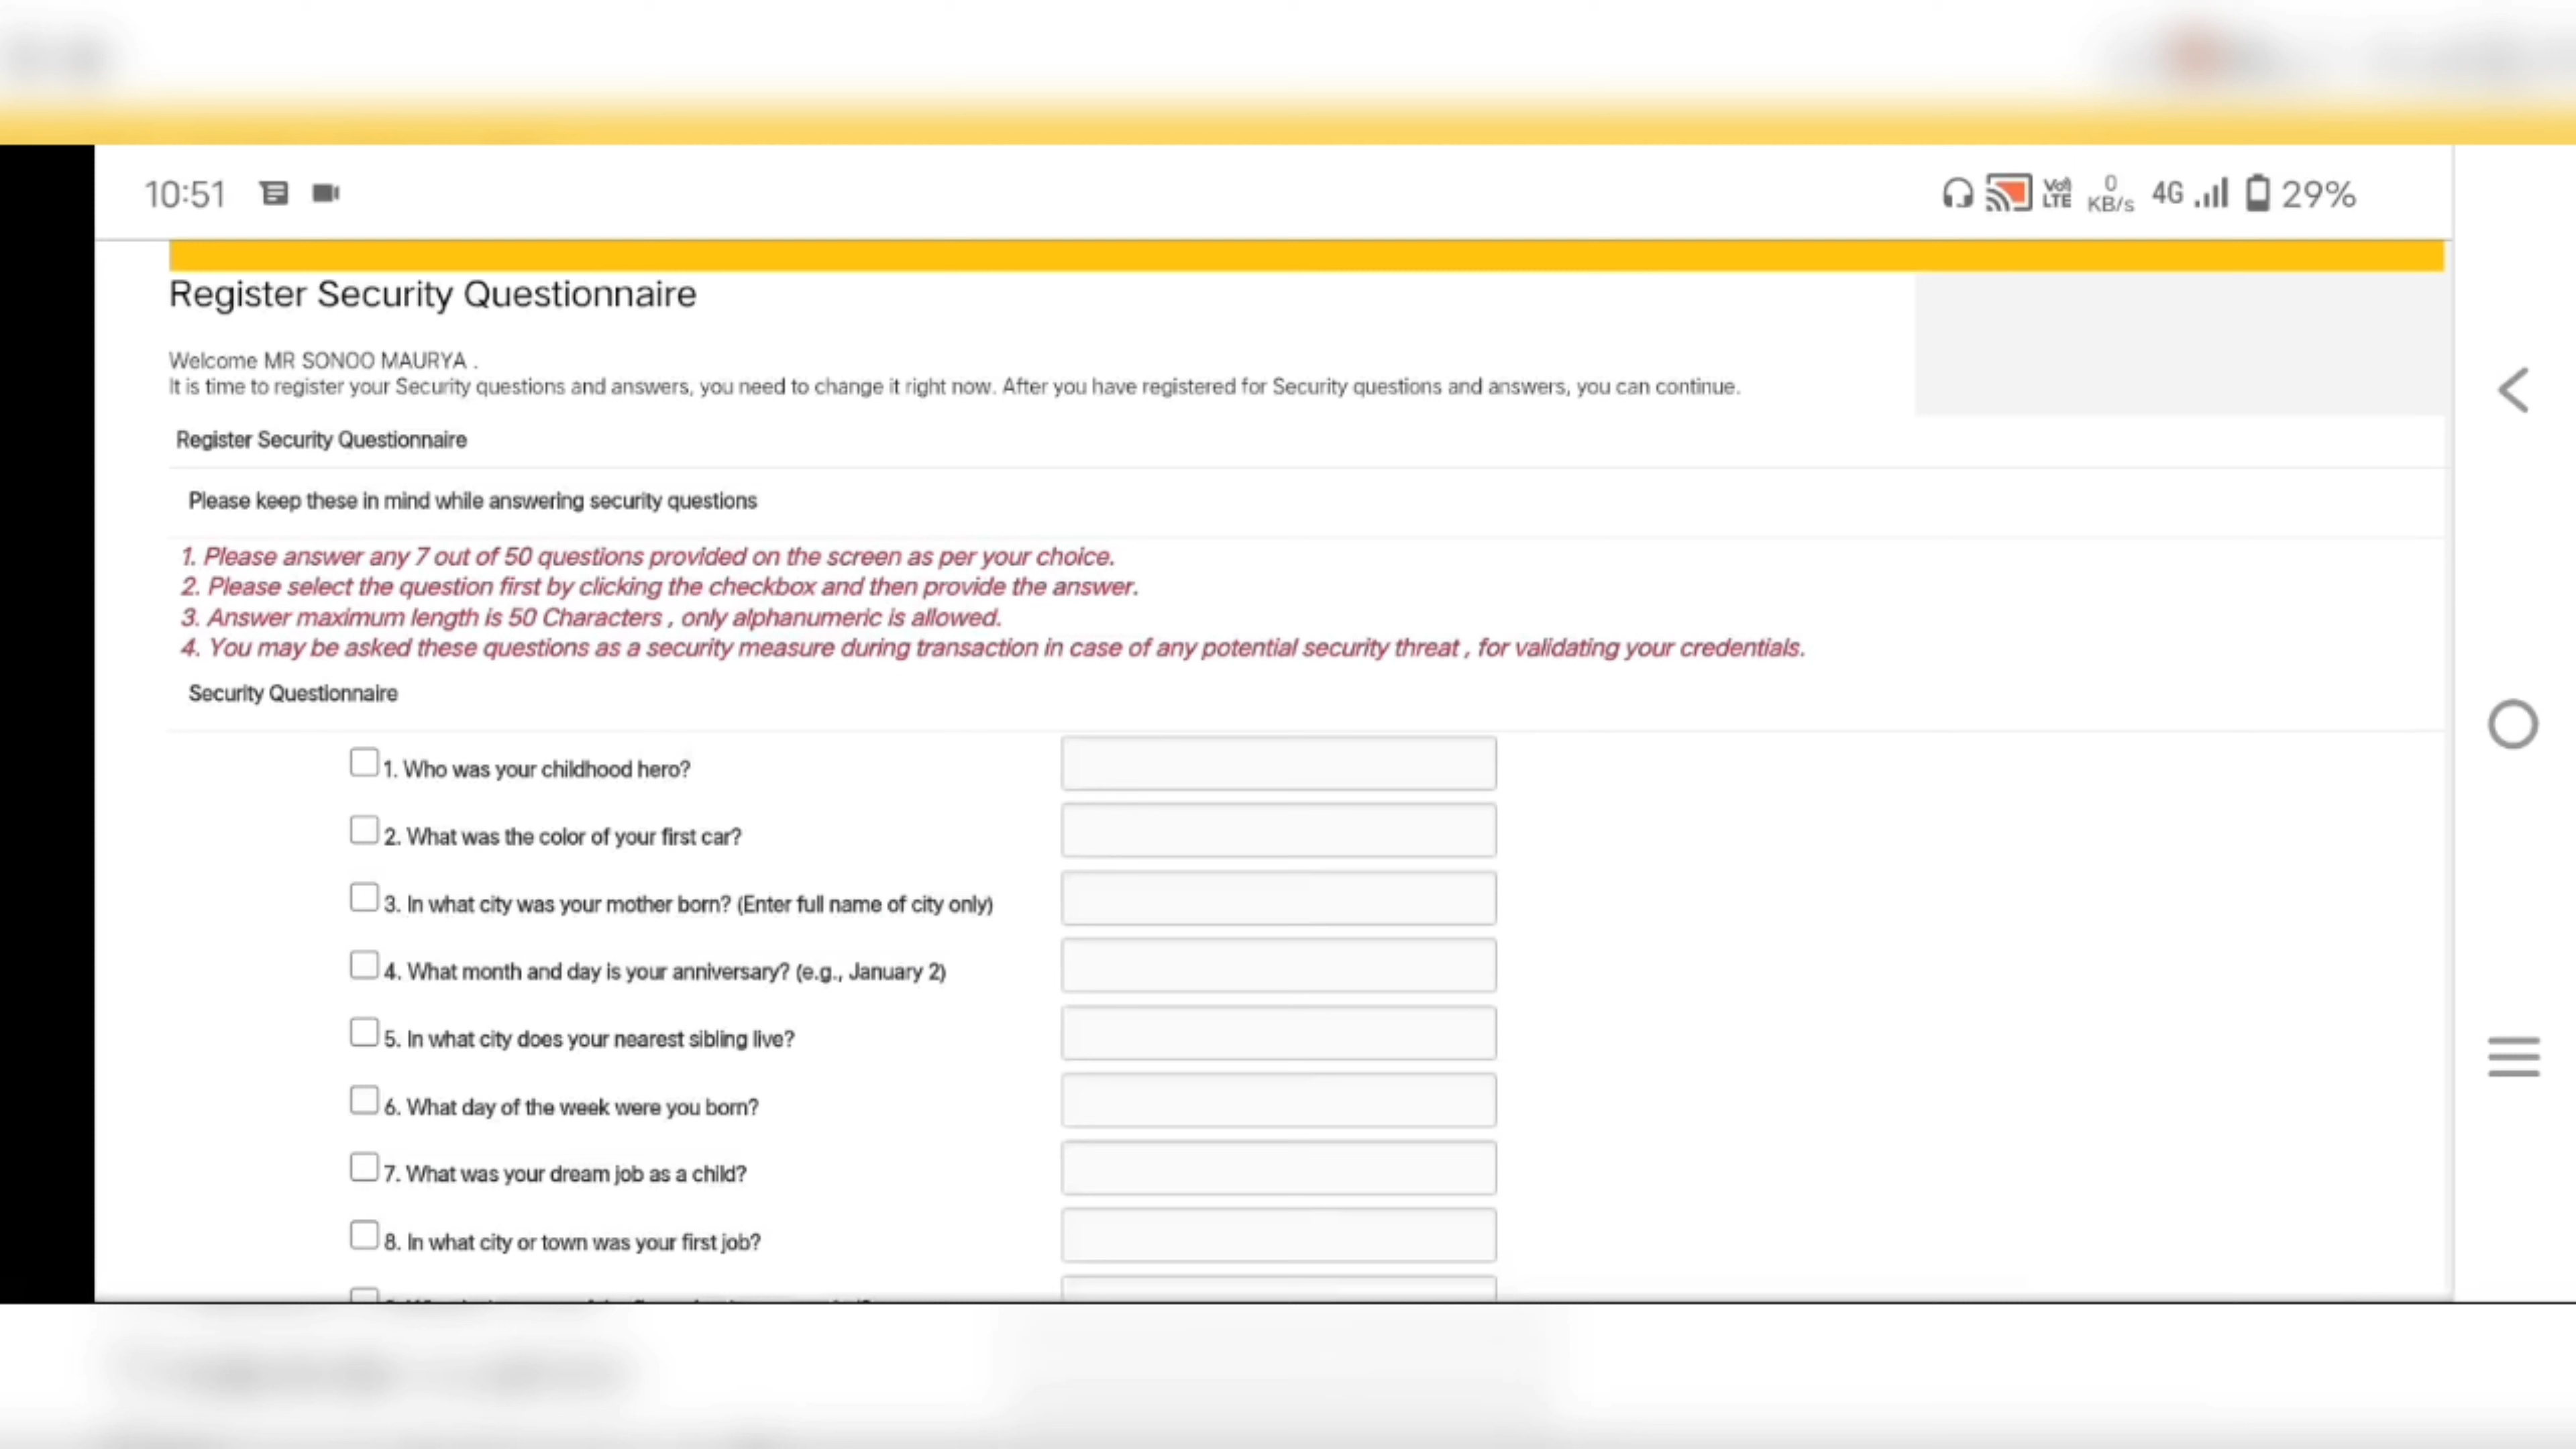 10:51 Vo) LTE 0 KB/s 4G 29%
Register Security Questionnaire
Welcome MR SONOO MAURYA .
It is time to register your Security questions and answers, you need to change it right now. After you have registered for Security questions and answers, you can continue.
Register Security Questionnaire
Please keep these in mind while answering security questions
1. Please answer any 7 out of 50 questions provided on the screen as per your choice.
2. Please select the question first by clicking the checkbox and then provide the answer.
3. Answer maximum length is 50 Characters , only alphanumeric is allowed.
4. You may be asked these questions as a security measure during transaction in case of any potential security threat , for validating your credentials.
Security Questionnaire
1. Who was your childhood hero?
2. What was the color of your first car?
3. In what city was your mother born? (Enter full name of city only)
4. What month and day is your anniversary? (e.g., January 2)
5. In what city does your nearest sibling live?
6. What day of the week were you born?
7. What was your dream job as a child?
8. In what city or town was your first job?